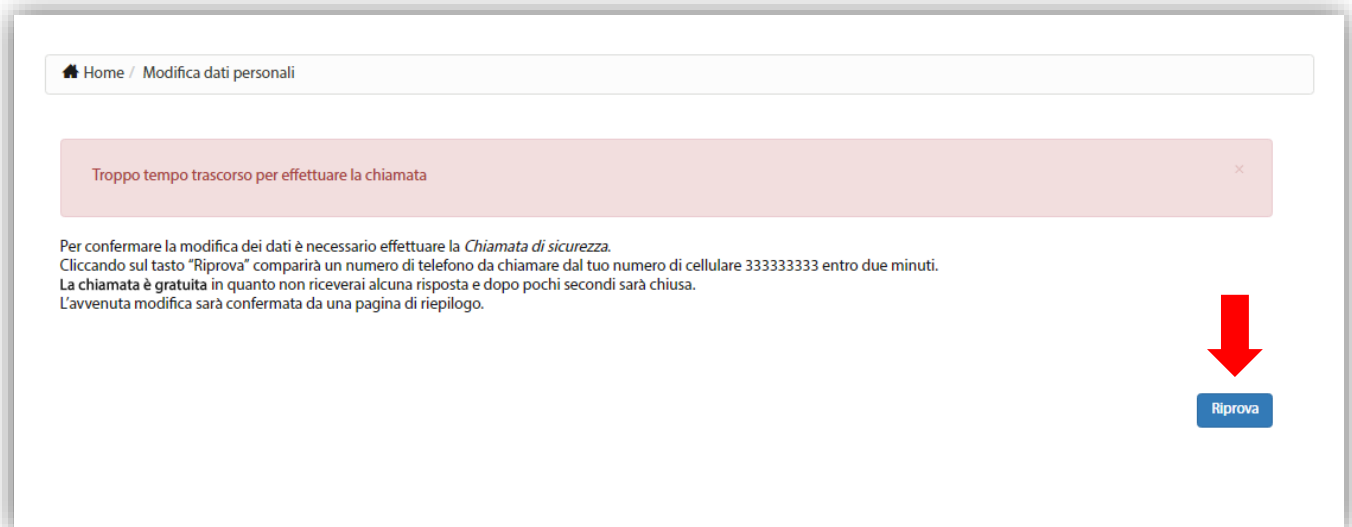 Home / Modifica dati personali
Troppo tempo trascorso per effettuare la chiamata ×
Per confermare la modifica dei dati è necessario effettuare la Chiamata di sicurezza.
Cliccando sul tasto “Riprova” comparirà un numero di telefono da chiamare dal tuo numero di cellulare 333333333 entro due minuti.
La chiamata è gratuita in quanto non riceverai alcuna risposta e dopo pochi secondi sarà chiusa.
L’avvenuta modifica sarà confermata da una pagina di riepilogo.
Riprova